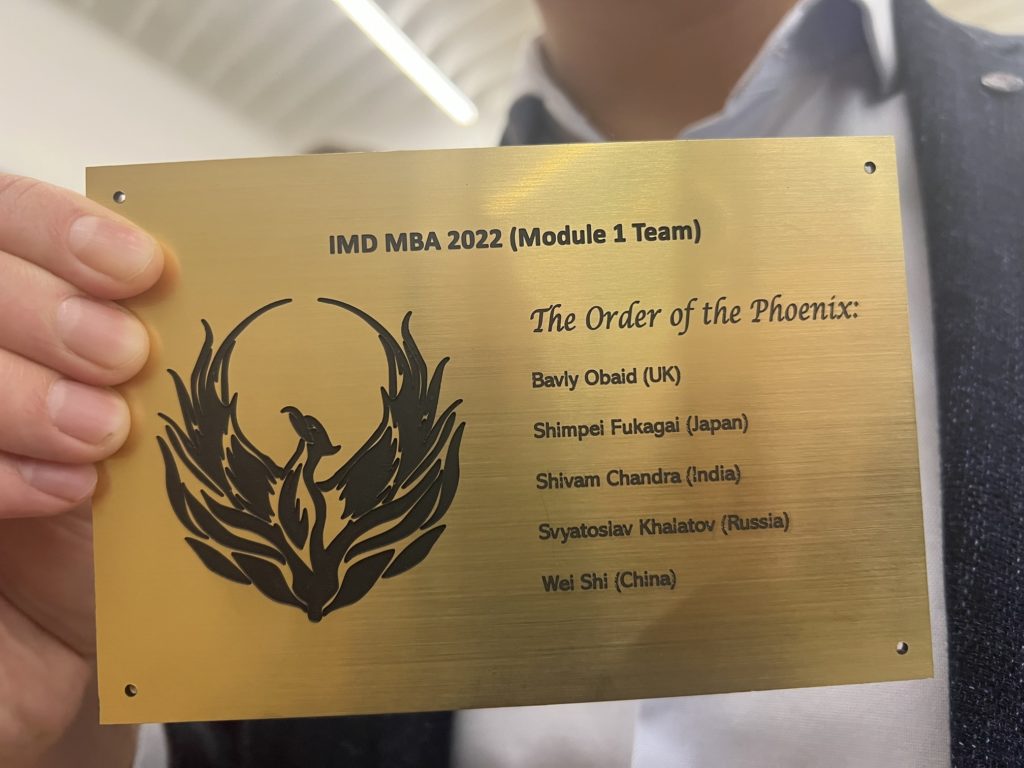 IMD MBA 2022 (Module 1 Team)
The Order of the Phoenix:
Bavly Obaid (UK)
Shimpei Fukagai (Japan)
Shivam Chandra (India)
Svyatoslav Khalatov (Russia)
Wei Shi (China)